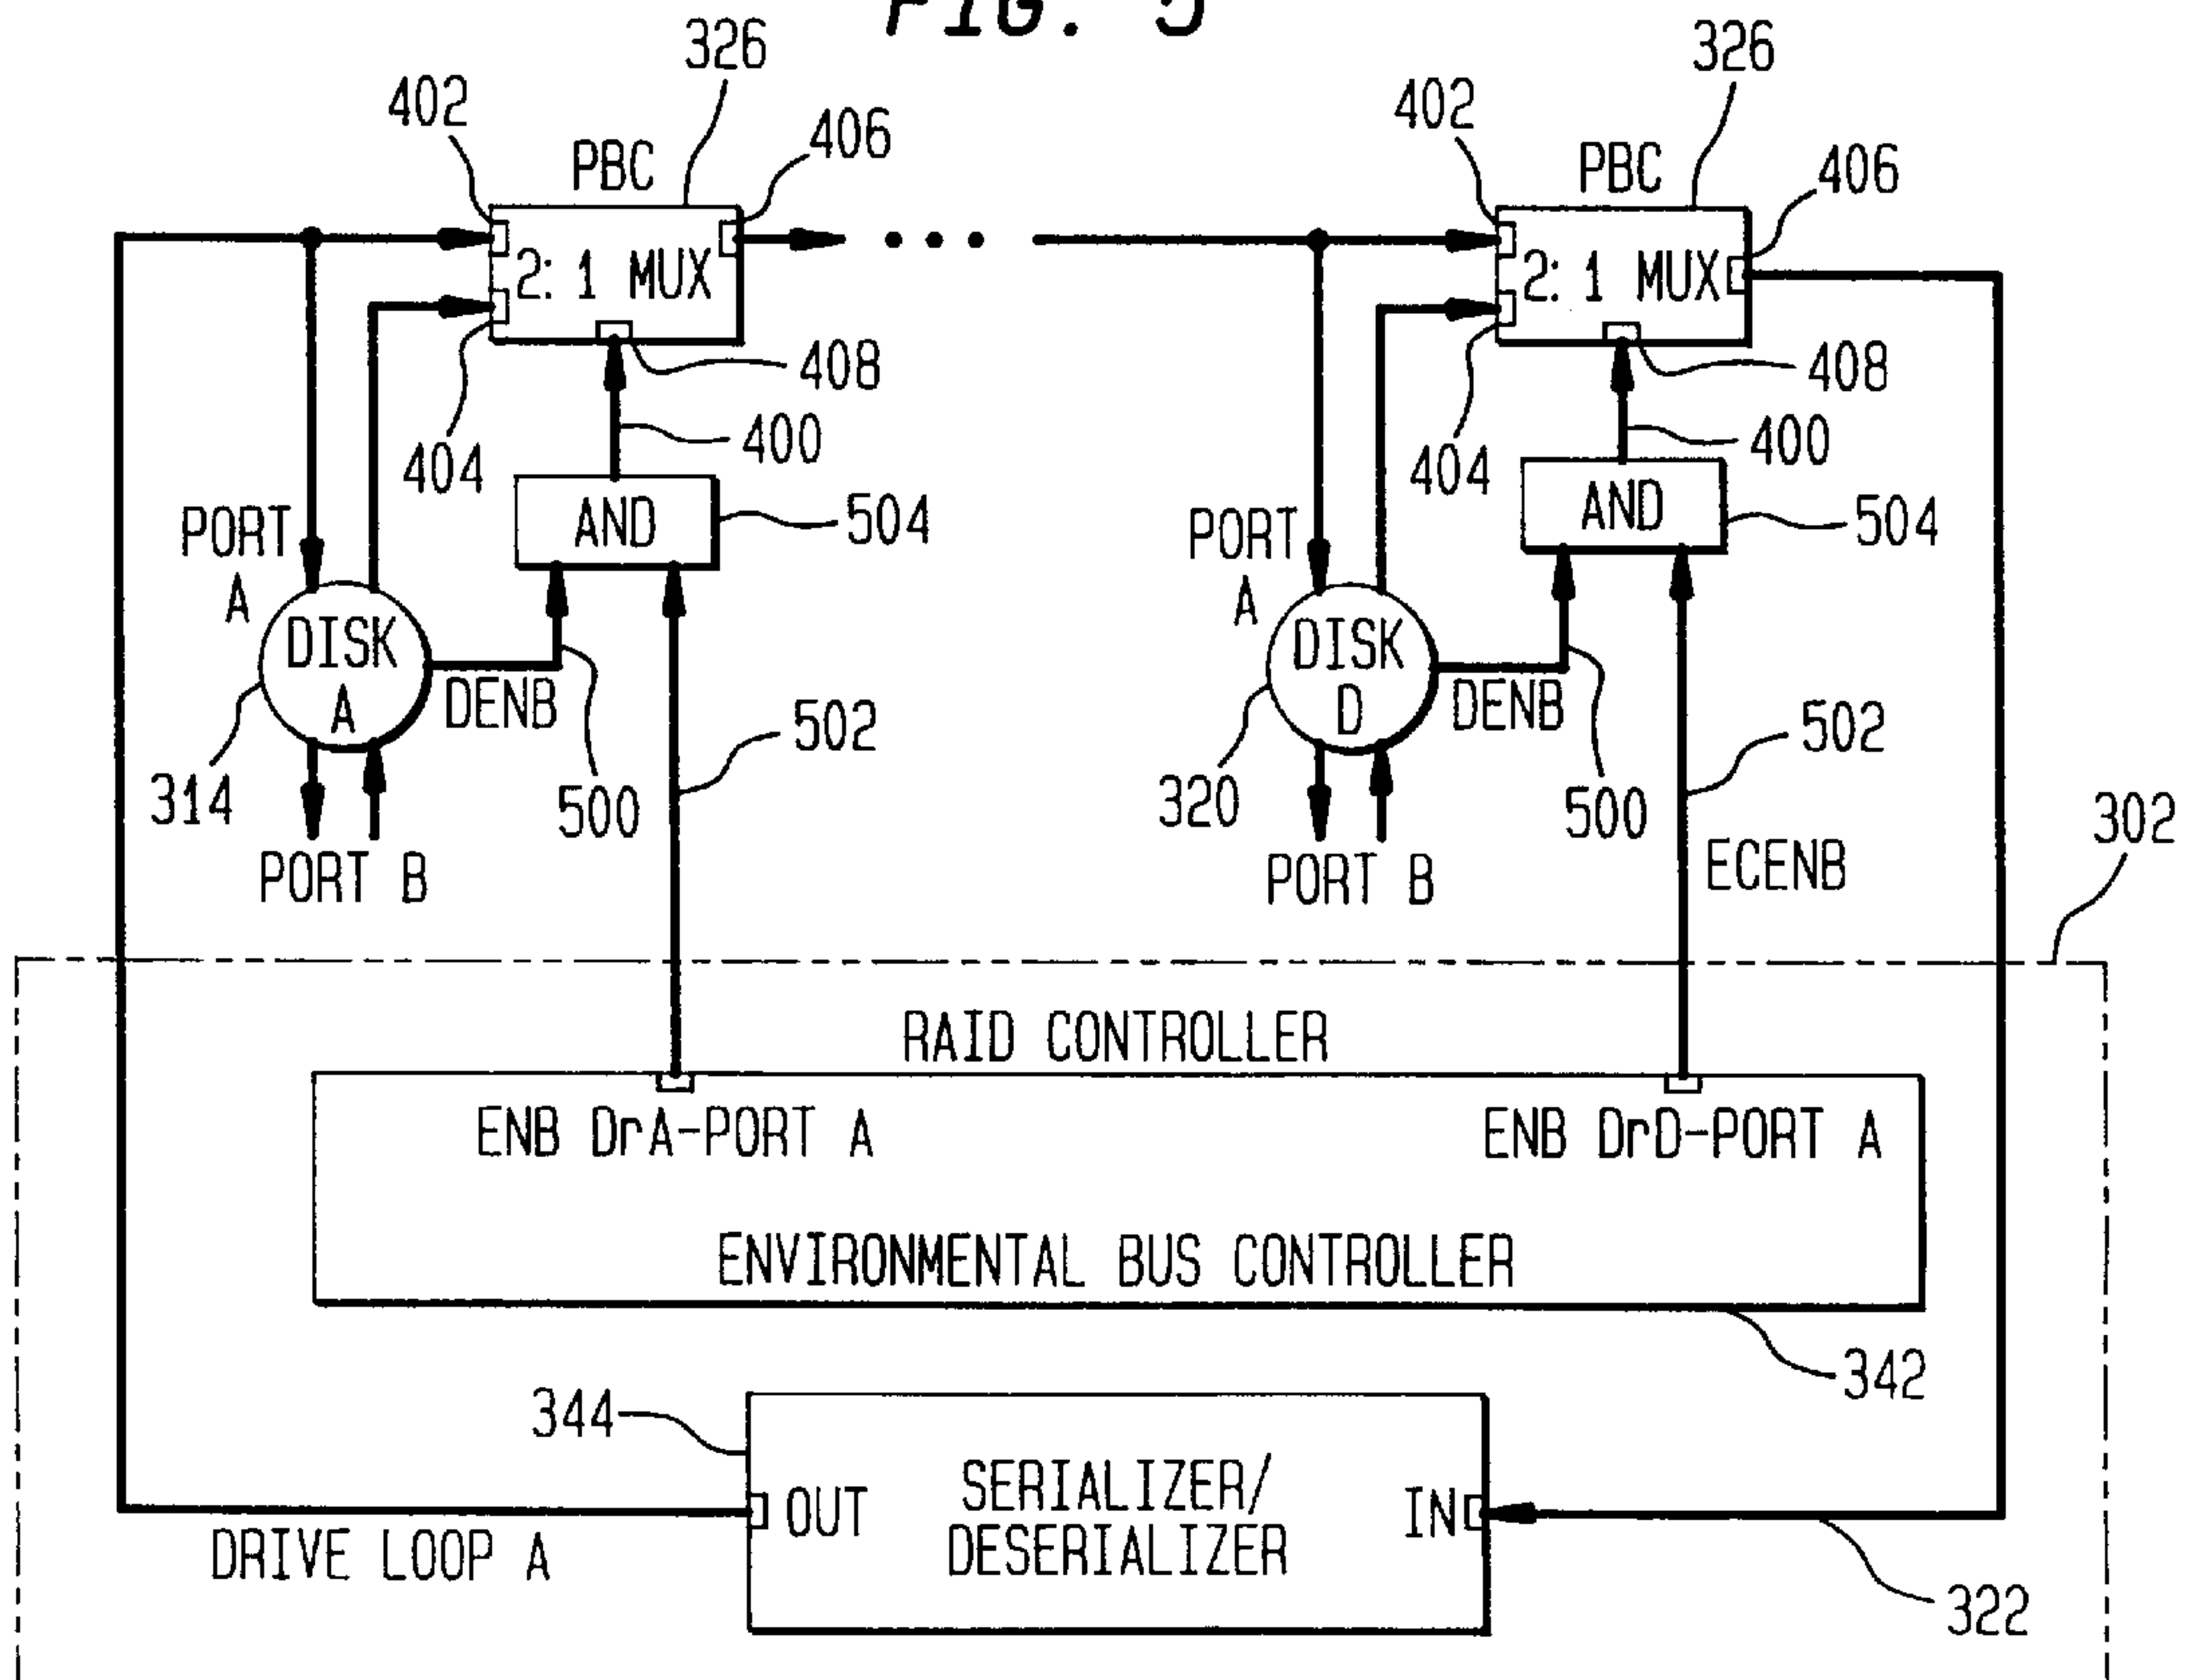 FIG. 5
326
326
402
402
406
406
PBC
PBC
2: 1 MUX
2: 1 MUX
408
408
404
404
400
400
AND
AND
504
504
PORT A
PORT A
DISK A
DISK D
DENB
DENB
314
320
500
500
502
502
PORT B
PORT B
ECENB
302
RAID CONTROLLER
ENB DrA-PORT A
ENB DrD-PORT A
ENVIRONMENTAL BUS CONTROLLER
342
344
OUT
SERIALIZER/
DESERIALIZER
IN
DRIVE LOOP A
322